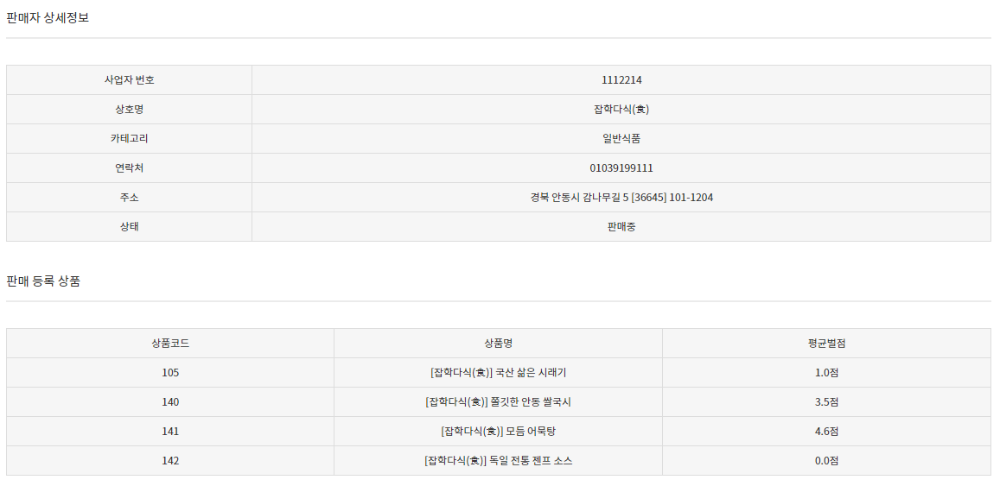 판매자 상세정보
사업자 번호 1112214
상호명 잡학다식(食)
카테고리 일반식품
연락처 01039199111
주소 경북 안동시 감나무길 5 [36645] 101-1204
상태 판매중
판매 등록 상품
상품코드 상품명 평균벌점
105 [잡학다식(食)] 국산 삶은 시래기 1.0점
140 [잡학다식(食)] 쫄깃한 안동 쌀국시 3.5점
141 [잡학다식(食)] 모듬 어묵탕 4.6점
142 [잡학다식(食)] 독일 전통 젠프 소스 0.0점